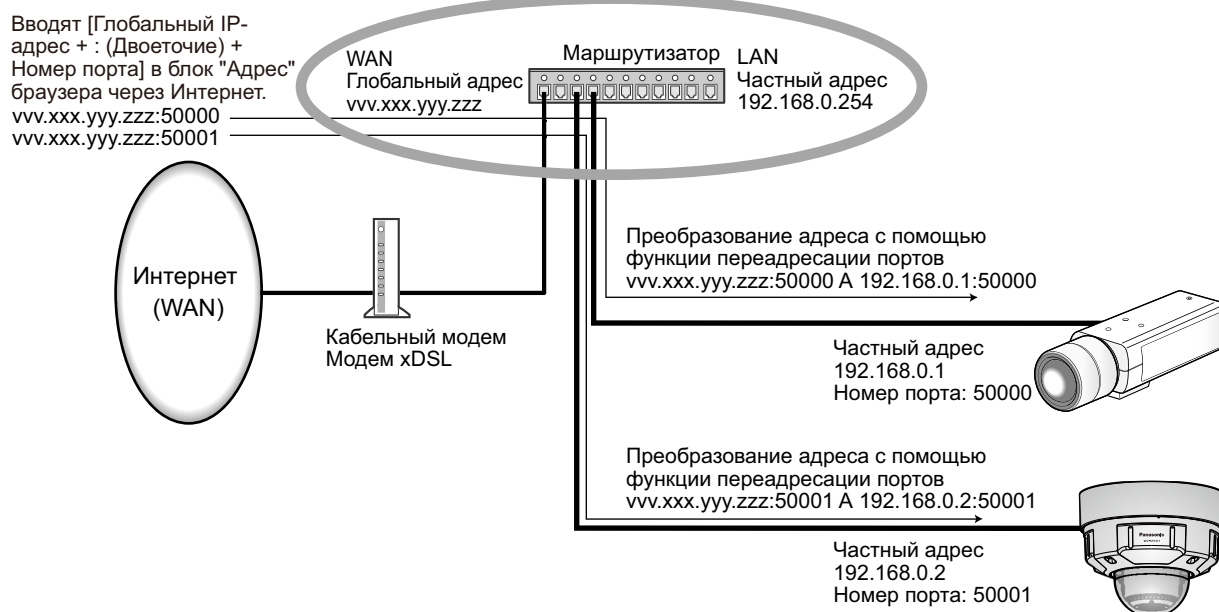 Вводят [Глобальный IP-
адрес + : (Двоеточие) +
Номер порта] в блок "Адрес"
браузера через Интернет.
vvv.xxx.yyy.zzz:50000
vvv.xxx.yyy.zzz:50001
WAN
Глобальный адрес
vvv.xxx.yyy.zzz
Маршрутизатор
LAN
Частный адрес
192.168.0.254
Интернет
(WAN)
Кабельный модем
Модем xDSL
Преобразование адреса с помощью
функции переадресации портов
vvv.xxx.yyy.zzz:50000 А 192.168.0.1:50000
Частный адрес
192.168.0.1
Номер порта: 50000
Преобразование адреса с помощью
функции переадресации портов
vvv.xxx.yyy.zzz:50001 А 192.168.0.2:50001
Panasonic
Частный адрес
192.168.0.2
Номер порта: 50001